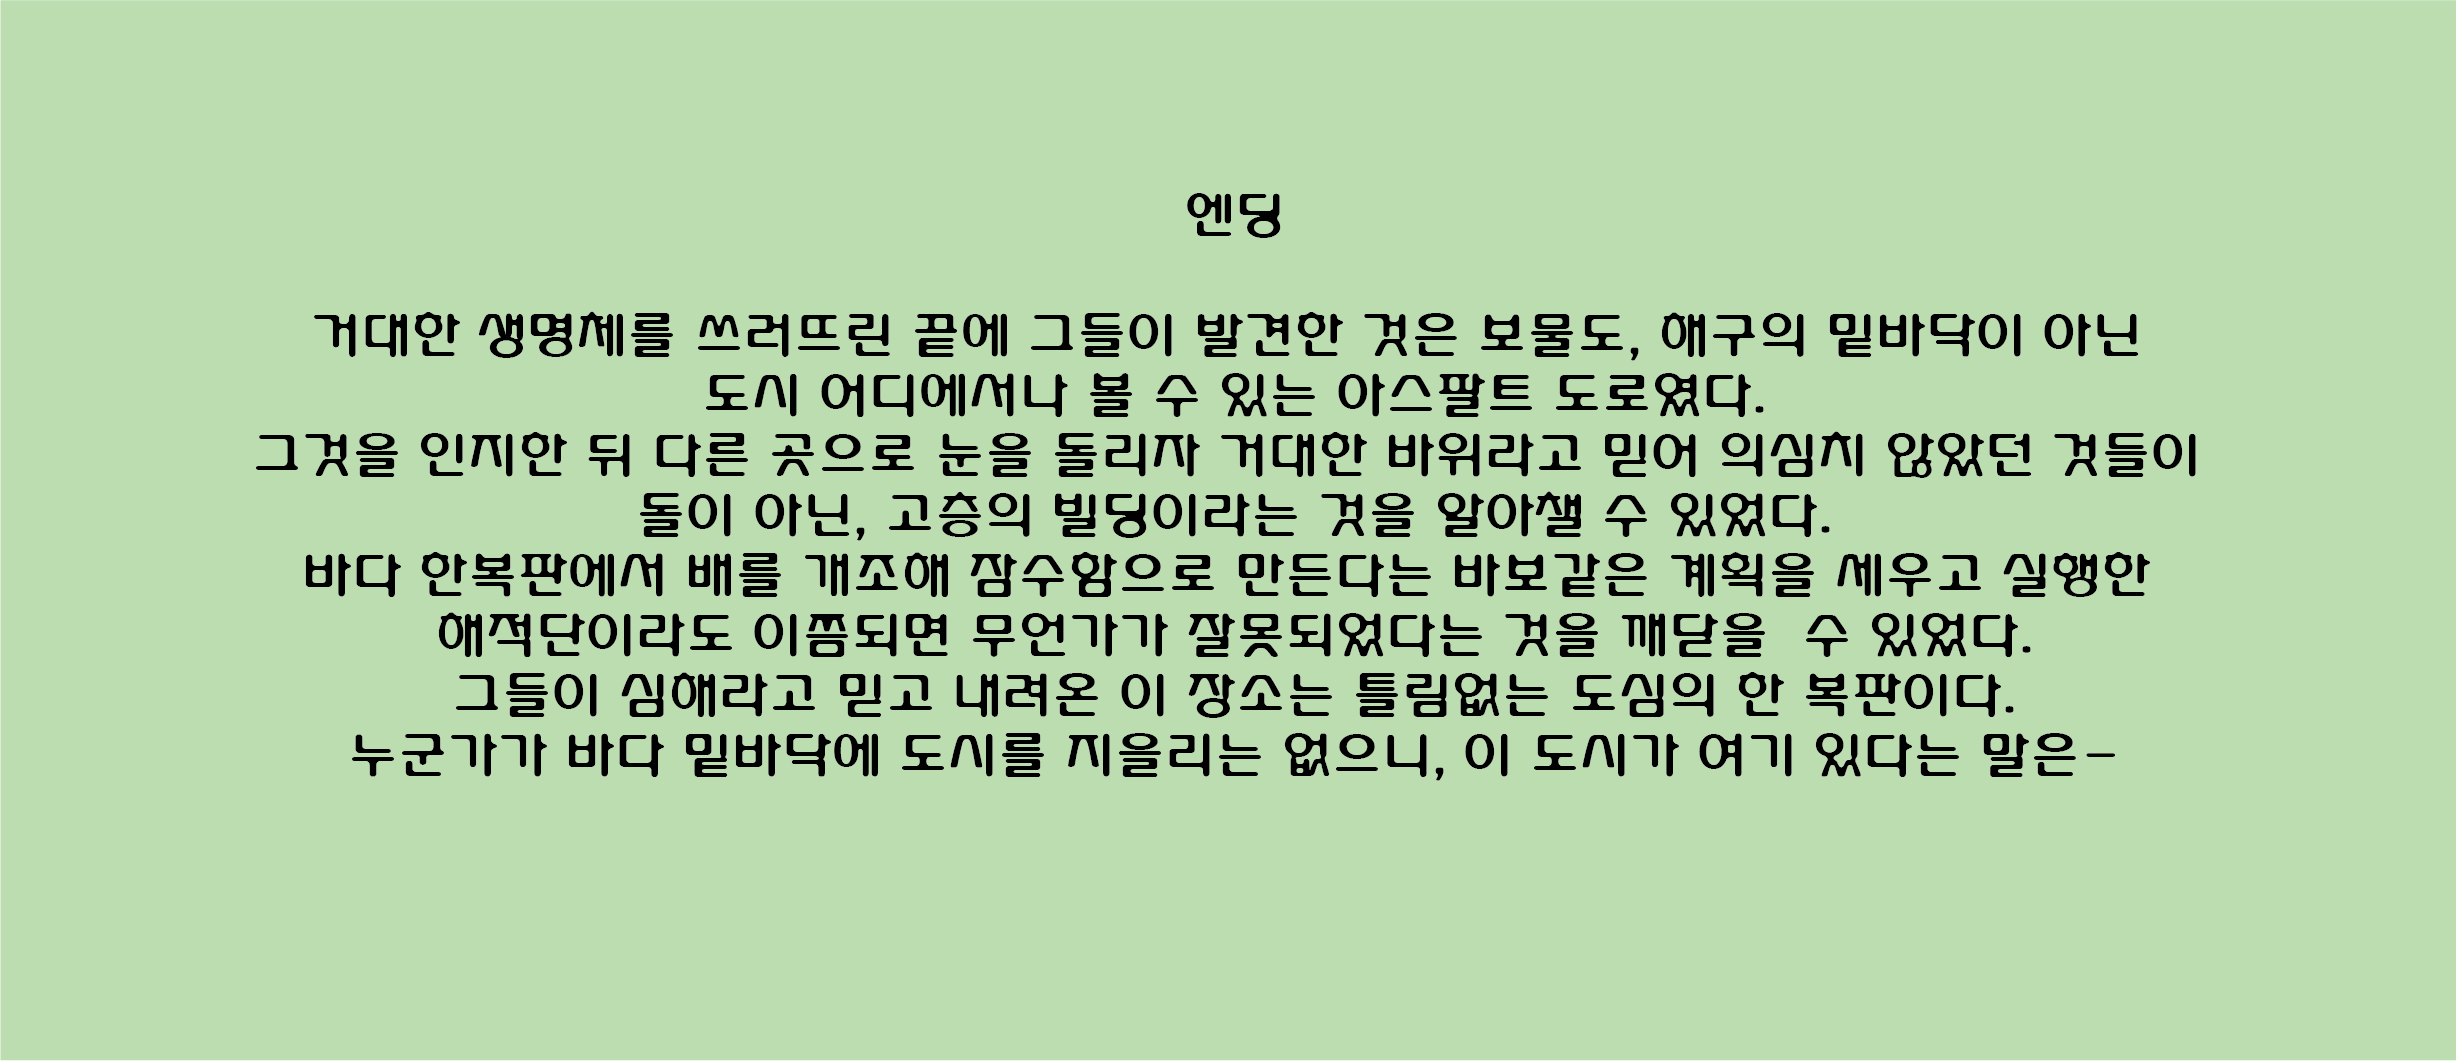 엔딩
거대한 생명체를 쓰러뜨린 끝에 그들이 발견한 것은 보물도, 해구의 밑바닥이 아닌
도시 어디에서나 볼 수 있는 아스팔트 도로였다.
그것을 인지한 뒤 다른 곳으로 눈을 돌리자 거대한 바위라고 믿어 의심치 않았던 것들이
돌이 아닌, 고층의 빌딩이라는 것을 알아챌 수 있었다.
바다 한복판에서 배를 개조해 잠수함으로 만든다는 바보같은 계획을 세우고 실행한
해적단이라도 이쯤되면 무언가가 잘못되었다는 것을 깨닫을  수 있었다.
그들이 심해라고 믿고 내려온 이 장소는 틀림없는 도심의 한 복판이다.
누군가가 바다 밑바닥에 도시를 지을리는 없으니, 이 도시가 여기 있다는 말은-